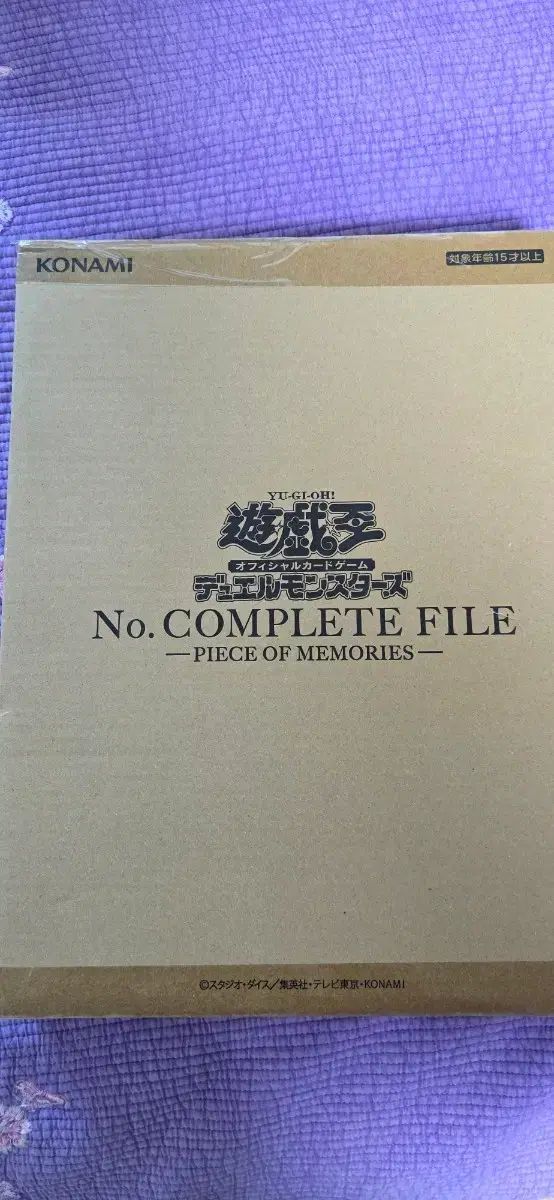 KONAMI
対象年齢15才以上
YU-GI-OH!
遊戯王
オフィシャルカードゲーム
デュエルモンスターズ
No. COMPLETE FILE
—PIECE OF MEMORIES—
©スタジオ・ダイス/集英社・テレビ東京・KONAMI